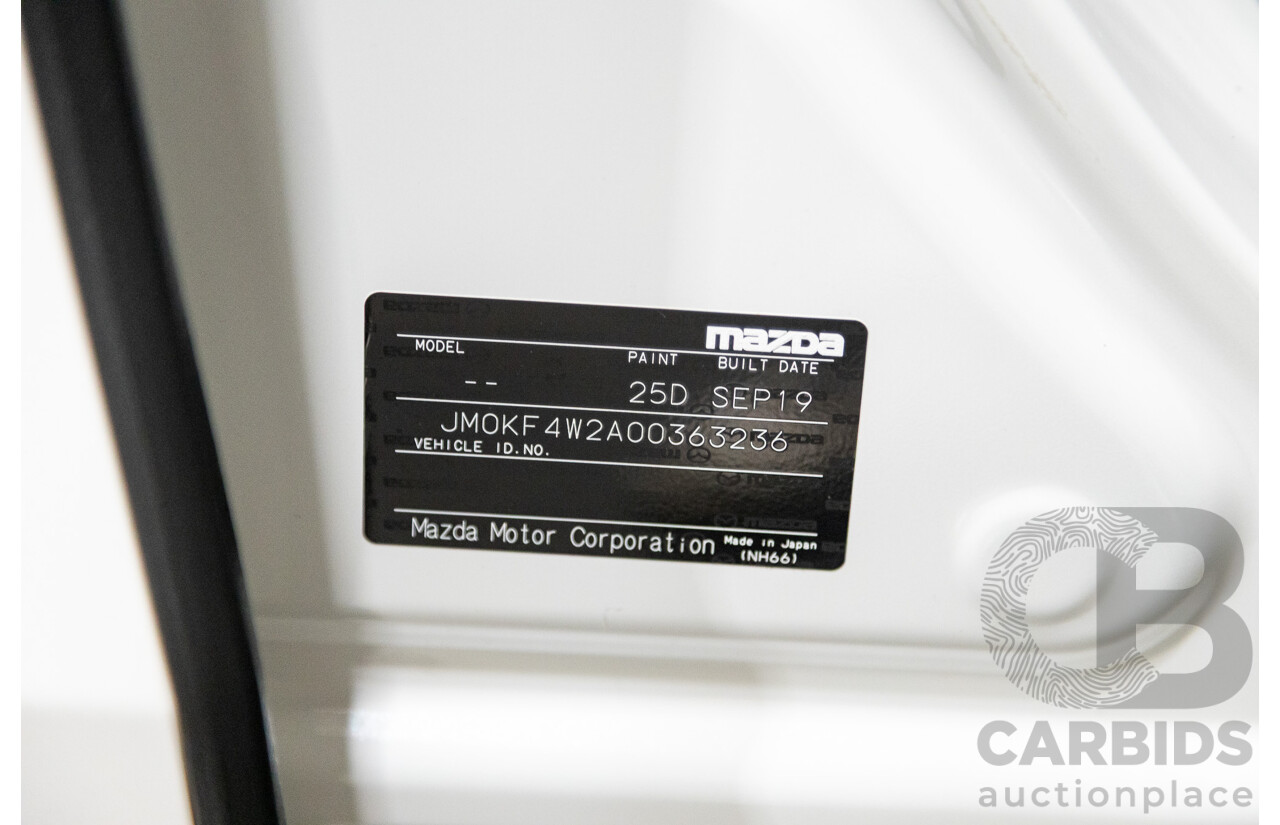 mazda
MODEL PAINT BUILT DATE
-- 25D SEP19
JM0KF4W2A00363236
VEHICLE ID.NO.
Mazda Motor Corporation Made in Japan
(NH66)
CB
CARBIDS
auctionplace